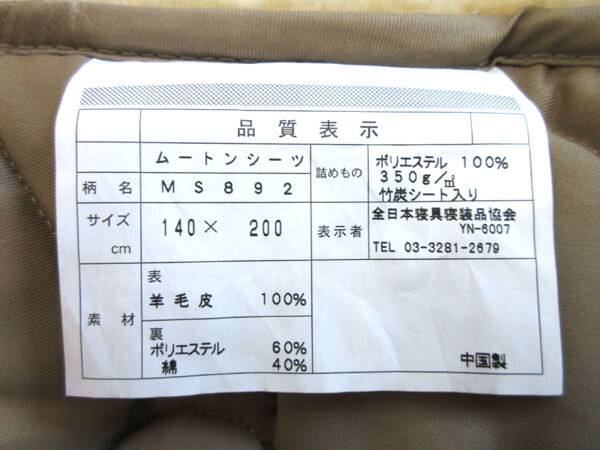 品質表示
ムートンシーツ
柄名 MS892
サイズ cm 140× 200
素材
表
羊毛皮 100%
裏
ポリエステル 60%
綿 40%
詰めもの
ポリエステル 100%
350g/㎡
竹炭シート入り
表示者
全日本寝具寝装品協会
YN-6007
TEL 03-3281-2679
中国製